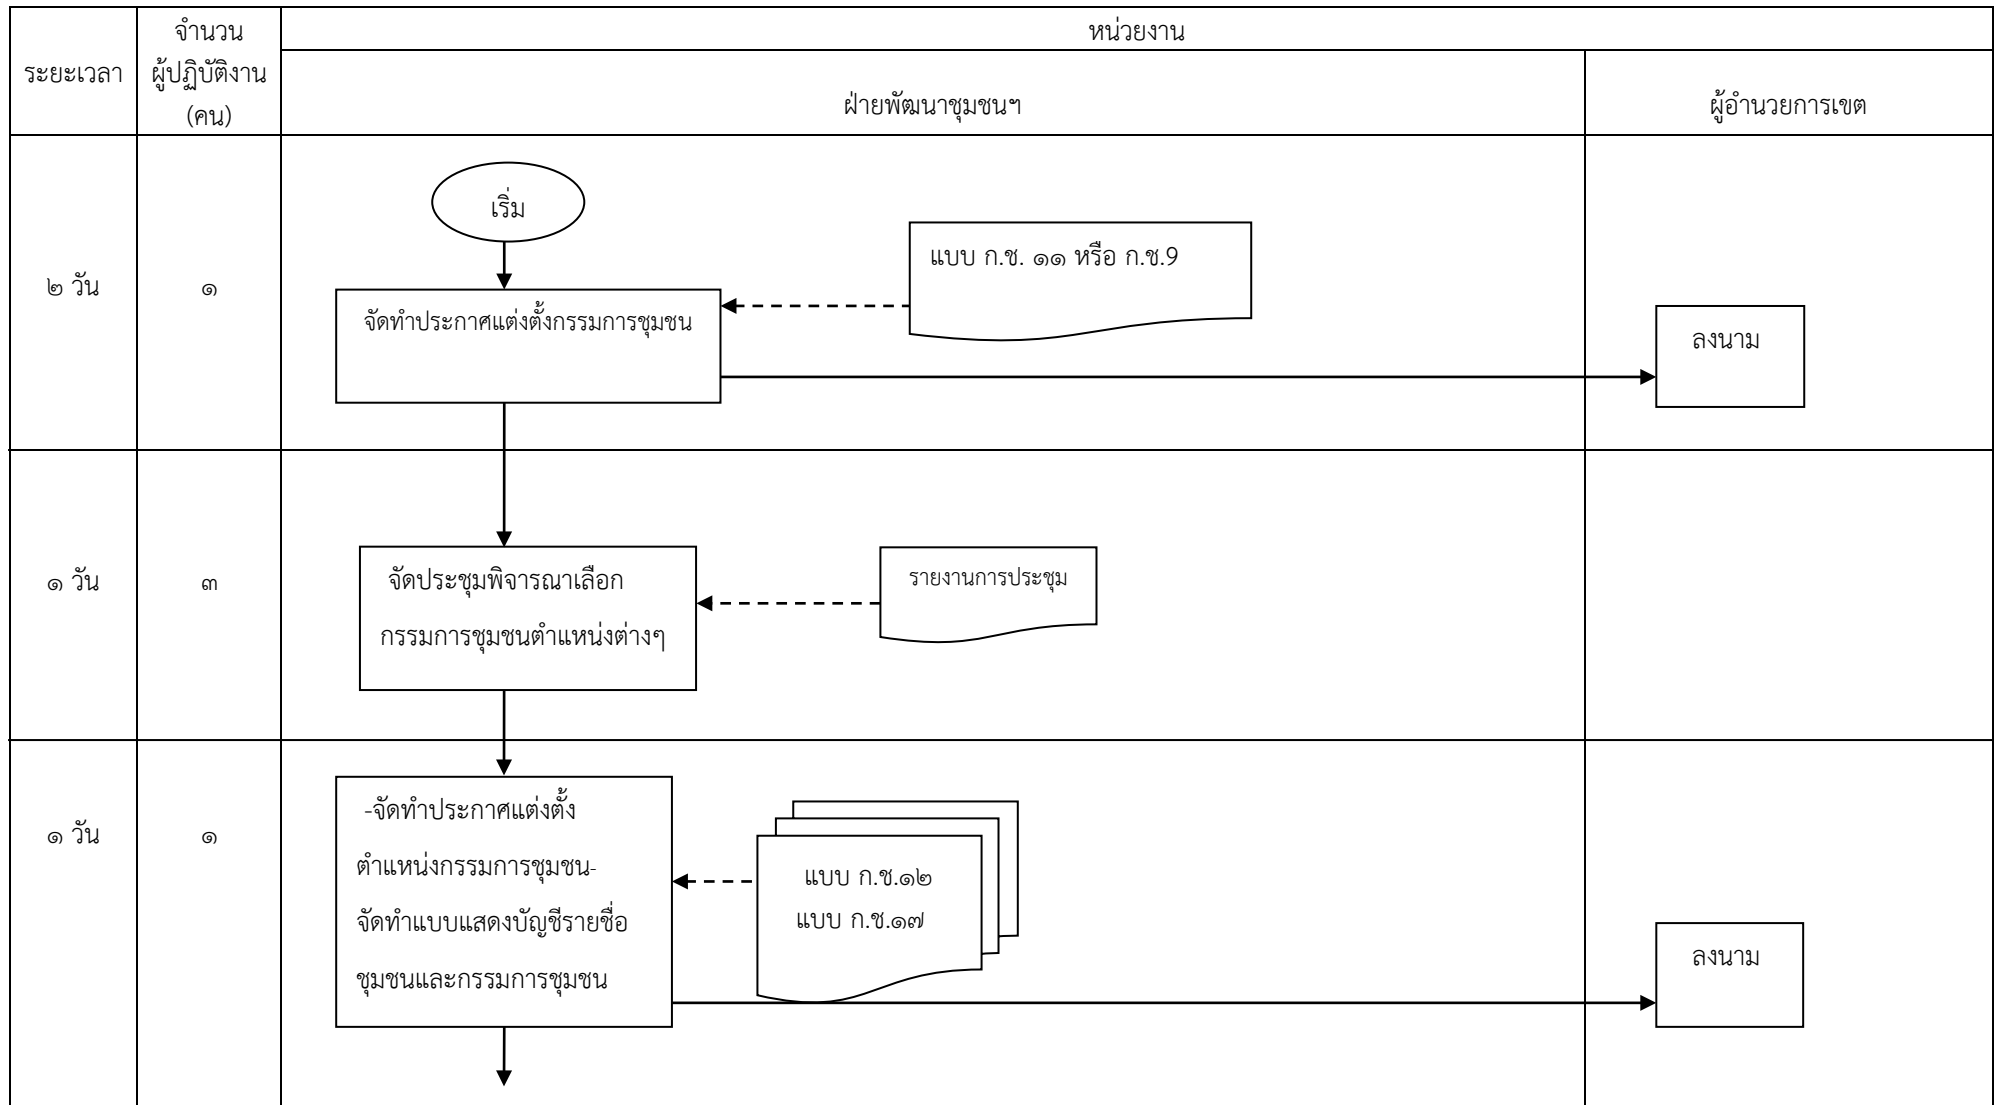 ระยะเวลา
จำนวน
ผู้ปฏิบัติงาน
(คน)
หน่วยงาน
ฝ่ายพัฒนาชุมชนฯ
ผู้อำนวยการเขต
๒ วัน
๑
เริ่ม
แบบ ก.ช. ๑๑ หรือ ก.ช.9
จัดทำประกาศแต่งตั้งกรรมการชุมชน
ลงนาม
๑ วัน
๓
จัดประชุมพิจารณาเลือก
กรรมการชุมชนตำแหน่งต่างๆ
รายงานการประชุม
๑ วัน
๑
-จัดทำประกาศแต่งตั้ง
ตำแหน่งกรรมการชุมชน-
จัดทำแบบแสดงบัญชีรายชื่อ
ชุมชนและกรรมการชุมชน
แบบ ก.ช.๑๒
แบบ ก.ช.๑๗
ลงนาม